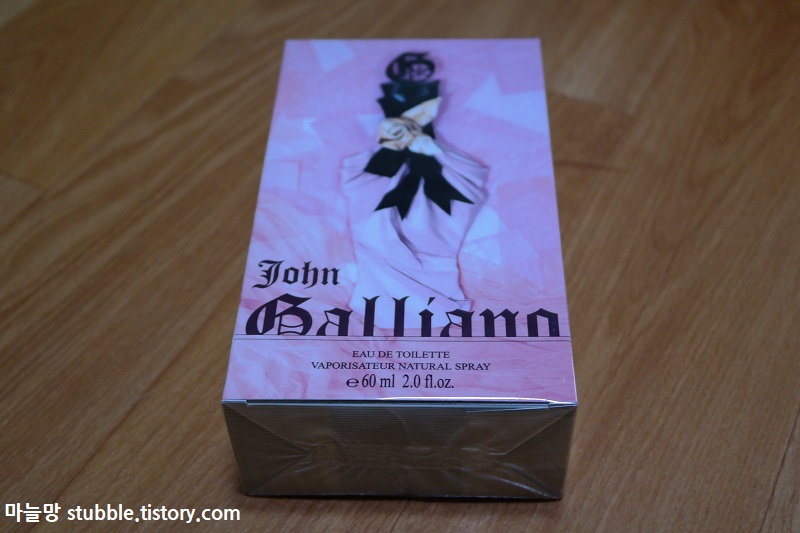 G
John
Galliano
EAU DE TOILETTE
VAPORISATEUR NATURAL SPRAY
℮ 60 ml 2.0 fl.oz.
마늘망 stubble.tistory.com